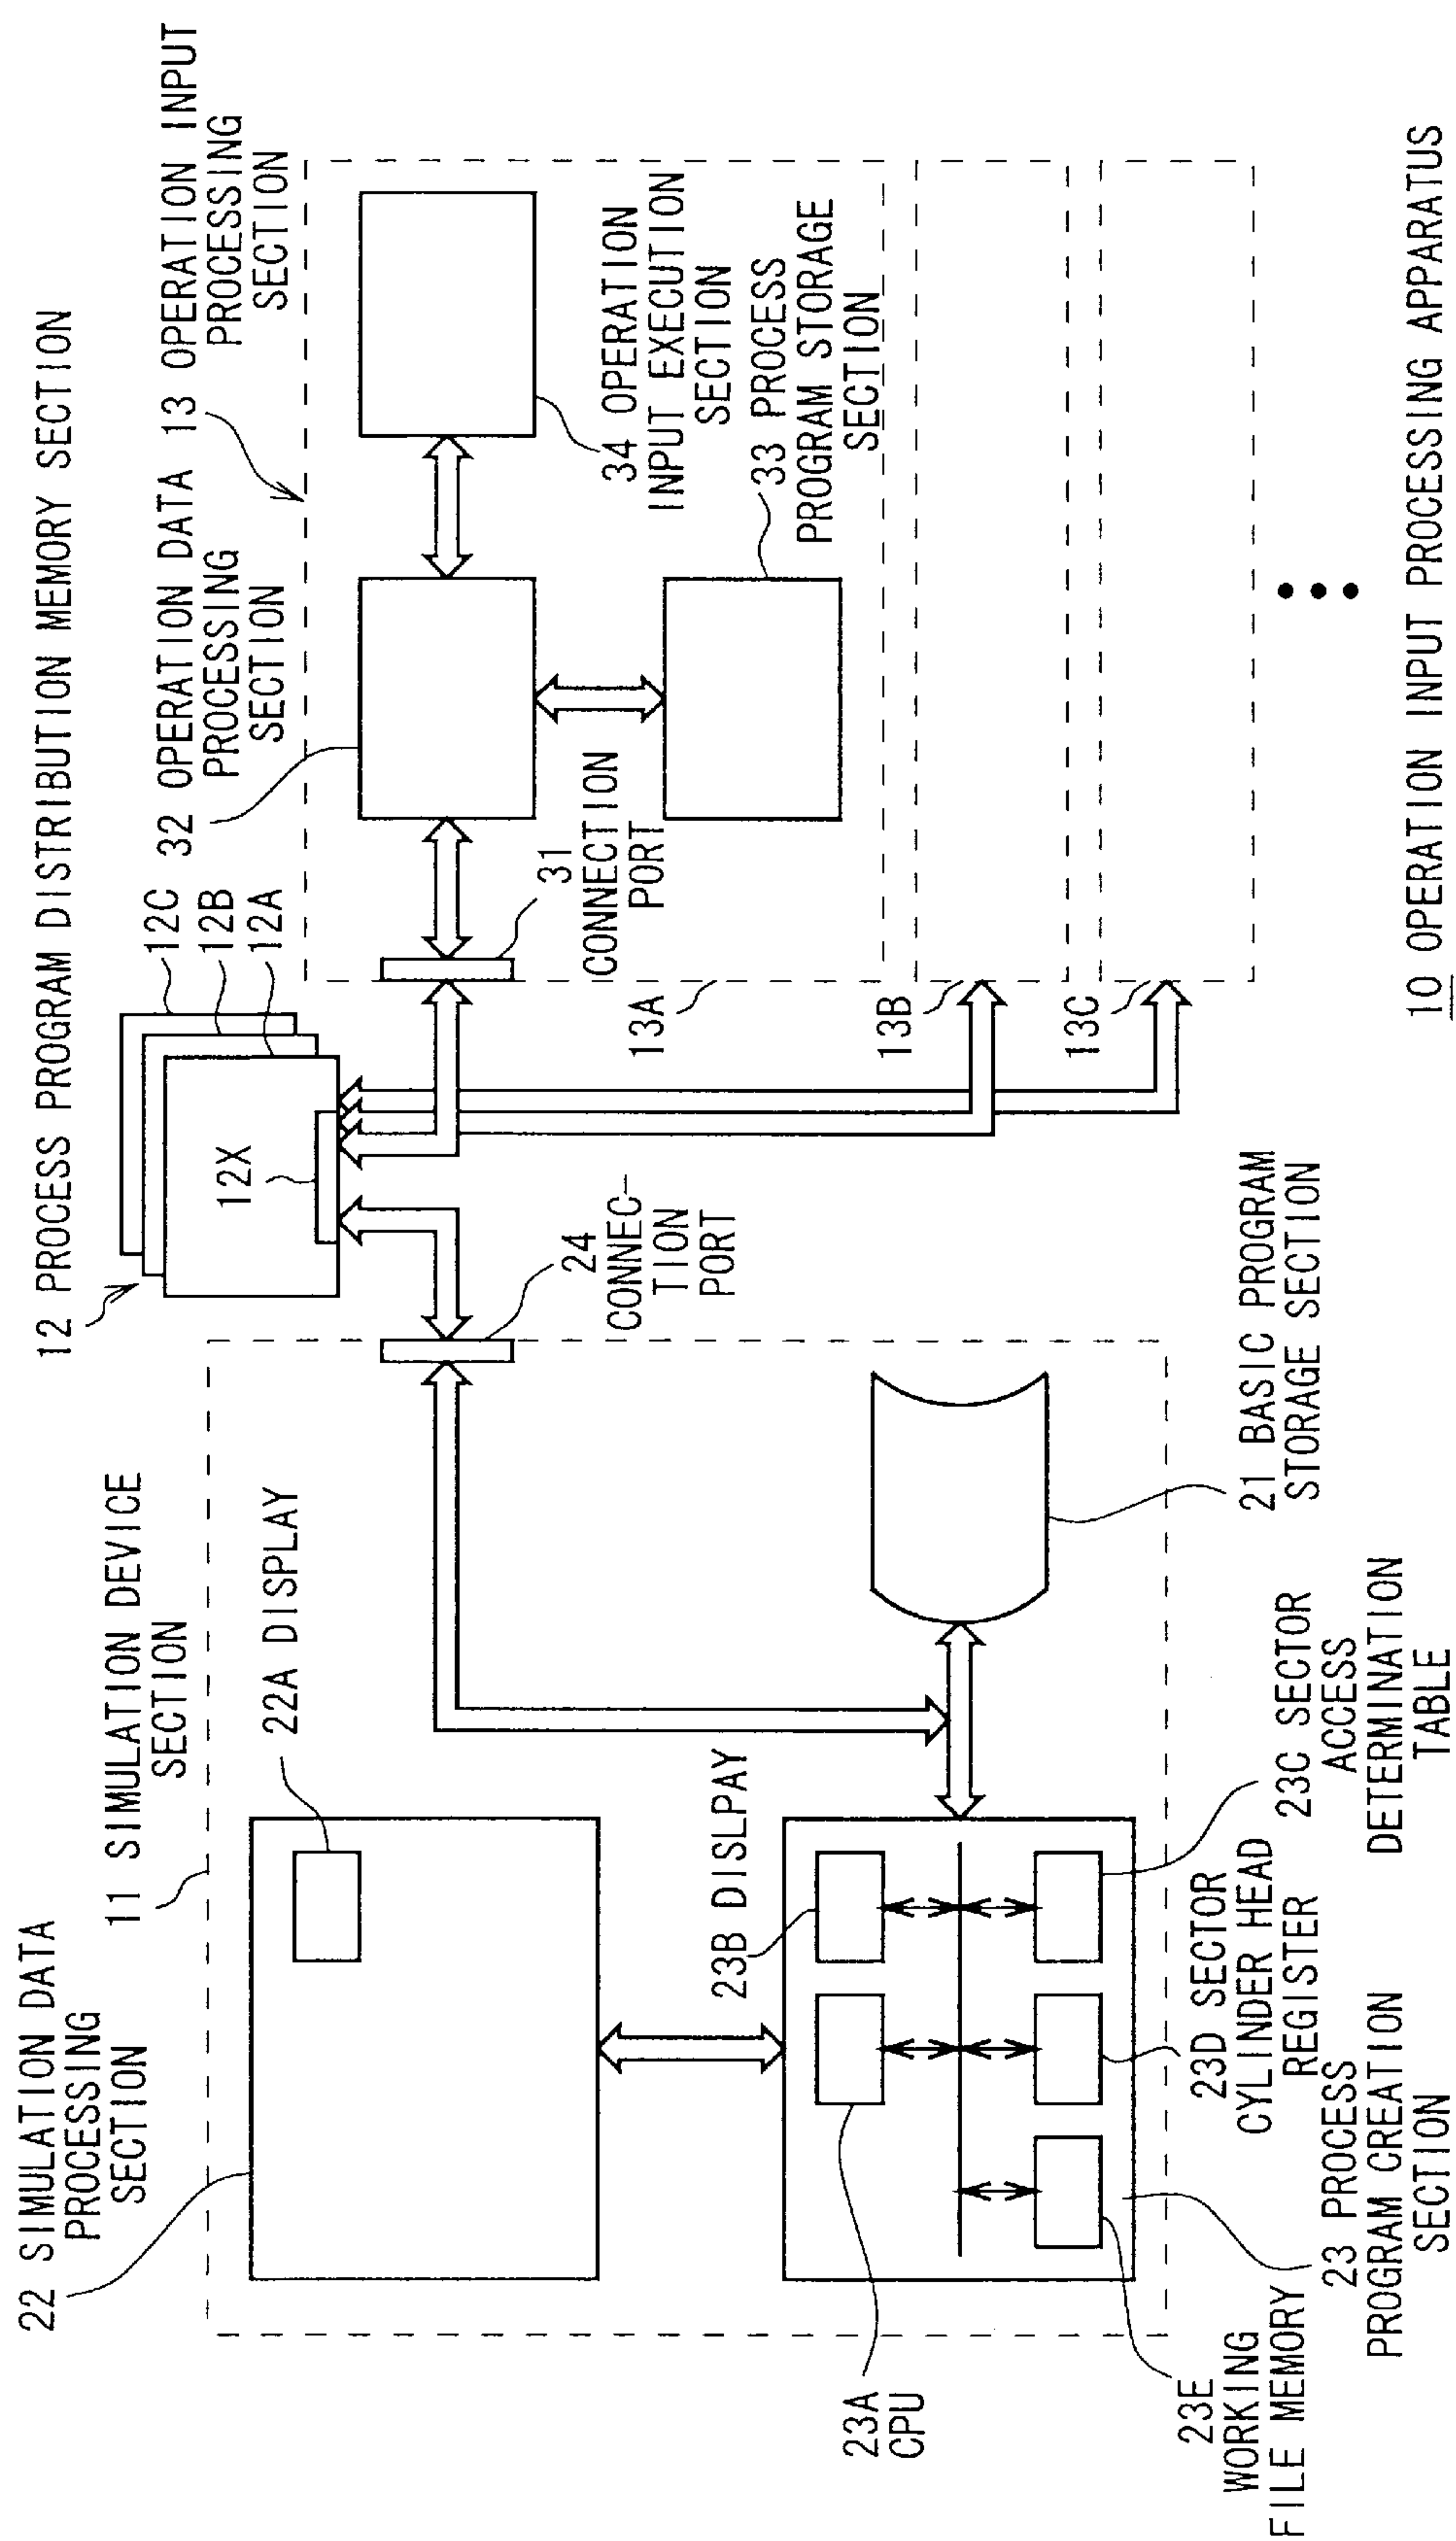 12 PROCESS PROGRAM DISTRIBUTION MEMORY SECTION
22 SIMULATION DATA
PROCESSING
SECTION
11 SIMULATION DEVICE
SECTION
22A DISPLAY
12C
12B
12A
12X
32 OPERATION DATA
PROCESSING
SECTION
13 OPERATION INPUT
PROCESSING
SECTION
24
CONNEC-
TION
PORT
31
CONNECTION
PORT
34 OPERATION
INPUT EXECUTION
SECTION
33 PROCESS
PROGRAM STORAGE
SECTION
13A
13B
13C
23B DISLPAY
23A
CPU
21 BASIC PROGRAM
STORAGE SECTION
23C SECTOR
ACCESS
DETERMINATION
TABLE
23D SECTOR
CYLINDER HEAD
REGISTER
23E
WORKING
FILE MEMORY
23 PROCESS
PROGRAM CREATION
SECTION
10 OPERATION INPUT PROCESSING APPARATUS